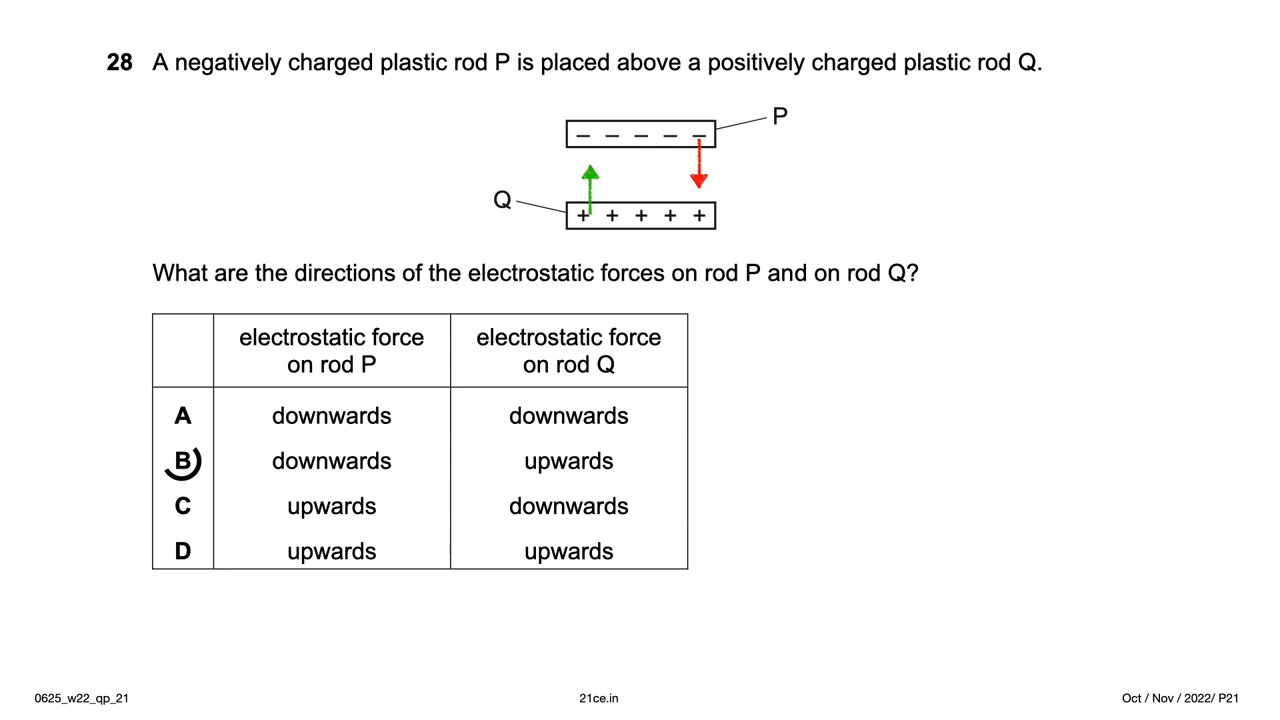 28 A negatively charged plastic rod P is placed above a positively charged plastic rod Q.
P
– – – – –
Q
+ + + + +
What are the directions of the electrostatic forces on rod P and on rod Q?
electrostatic force on rod P electrostatic force on rod Q
A downwards downwards
B downwards upwards
C upwards downwards
D upwards upwards
0625_w22_qp_21 21ce.in Oct / Nov / 2022/ P21